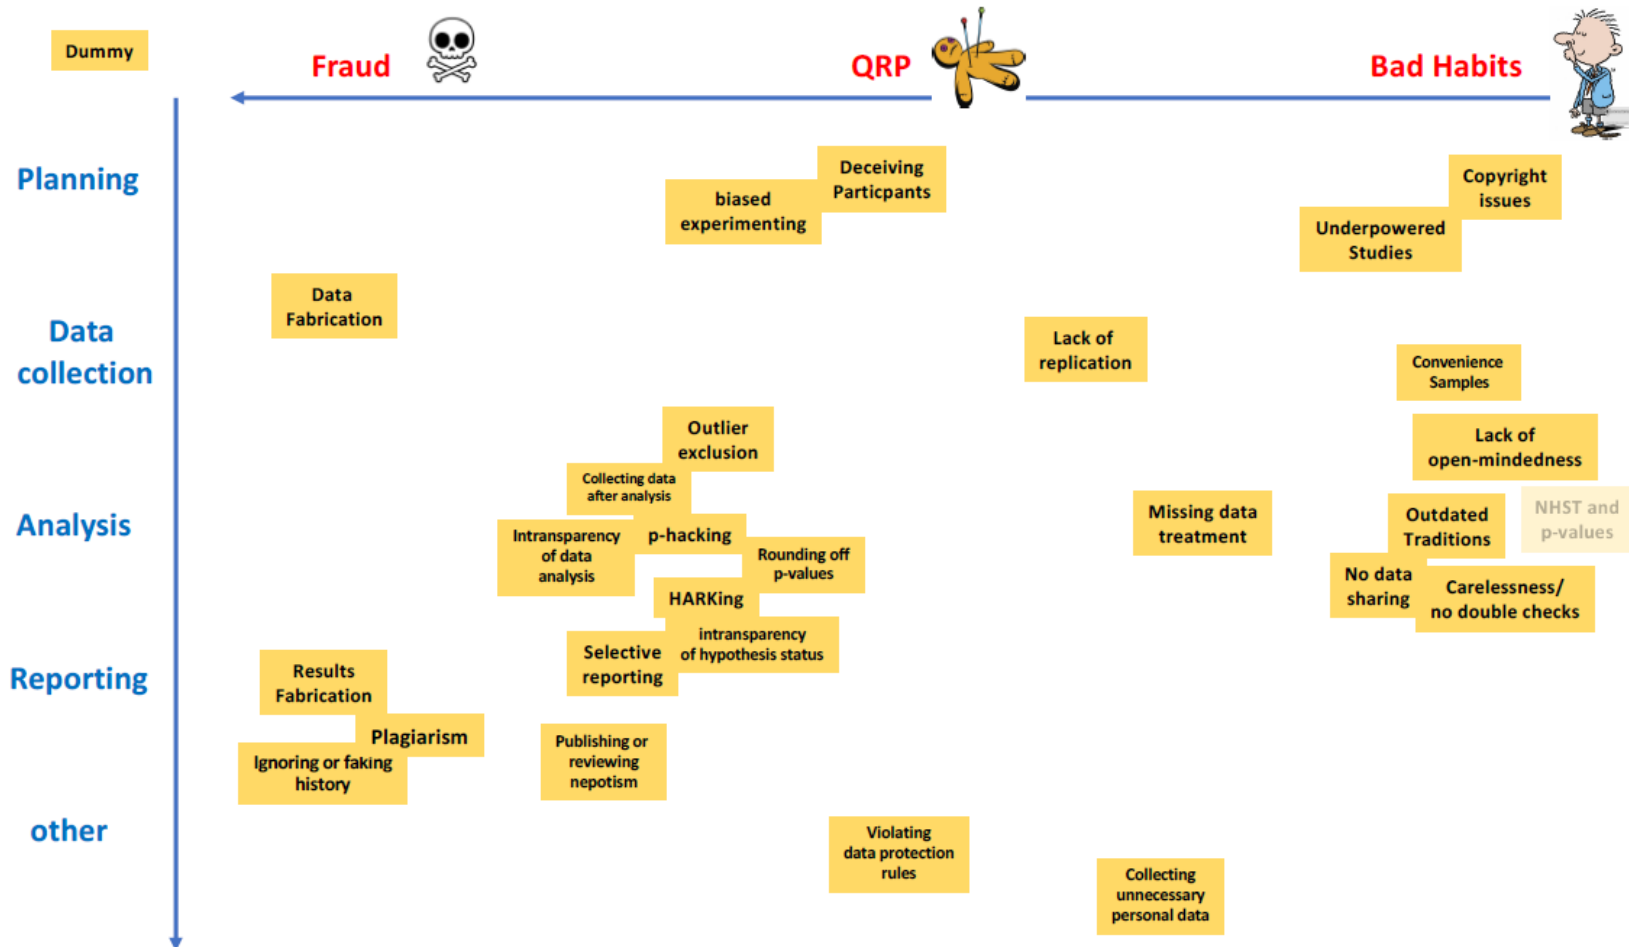 Dummy
Fraud
QRP
Bad Habits
Planning
Deceiving
Particpants
biased
experimenting
Copyright
issues
Underpowered
Studies
Data
collection
Data
Fabrication
Lack of
replication
Convenience
Samples
Outlier
exclusion
Lack of
open-mindedness
Collecting data
after analysis
Analysis
Intransparency
of data
analysis
p-hacking
Rounding off
p-values
Missing data
treatment
Outdated
Traditions
NHST and
p-values
HARKing
No data
sharing
Carelessness/
no double checks
intransparency
of hypothesis status
Reporting
Selective
reporting
Results
Fabrication
Plagiarism
Ignoring or faking
history
Publishing or
reviewing
nepotism
other
Violating
data protection
rules
Collecting
unnecessary
personal data